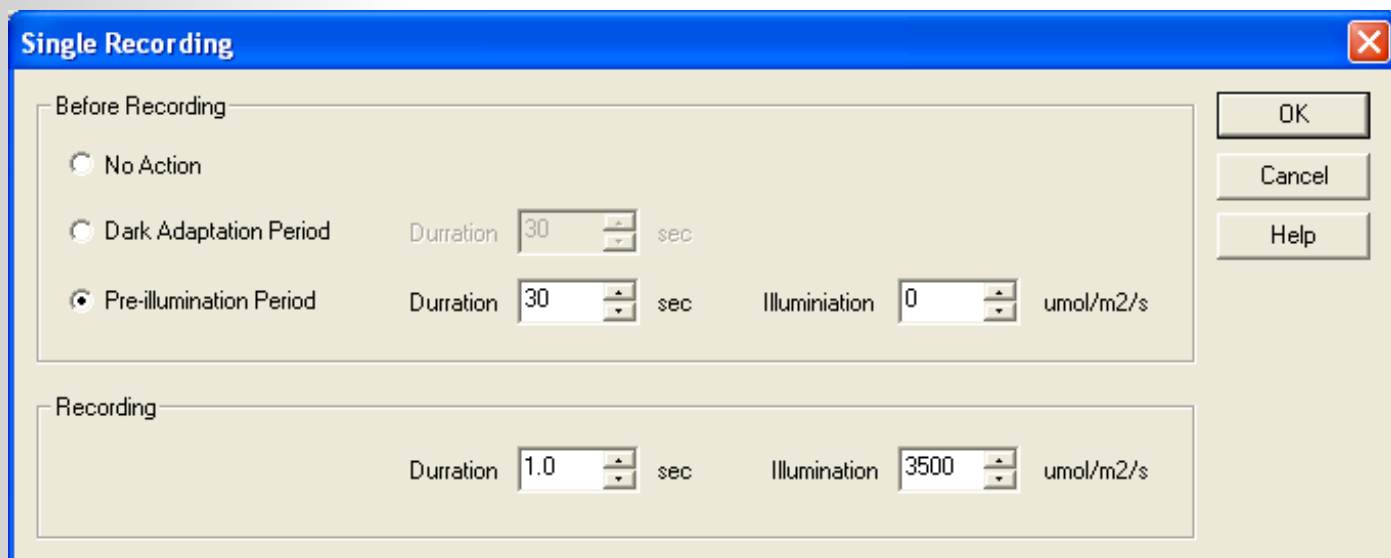 Single Recording
Before Recording
OK
No Action
Cancel
Dark Adaptation Period Durration 30 sec
Help
Pre-illumination Period Durration 30 sec Illuminiation 0 umol/m2/s
Recording
Durration 1.0 sec Illumination 3500 umol/m2/s